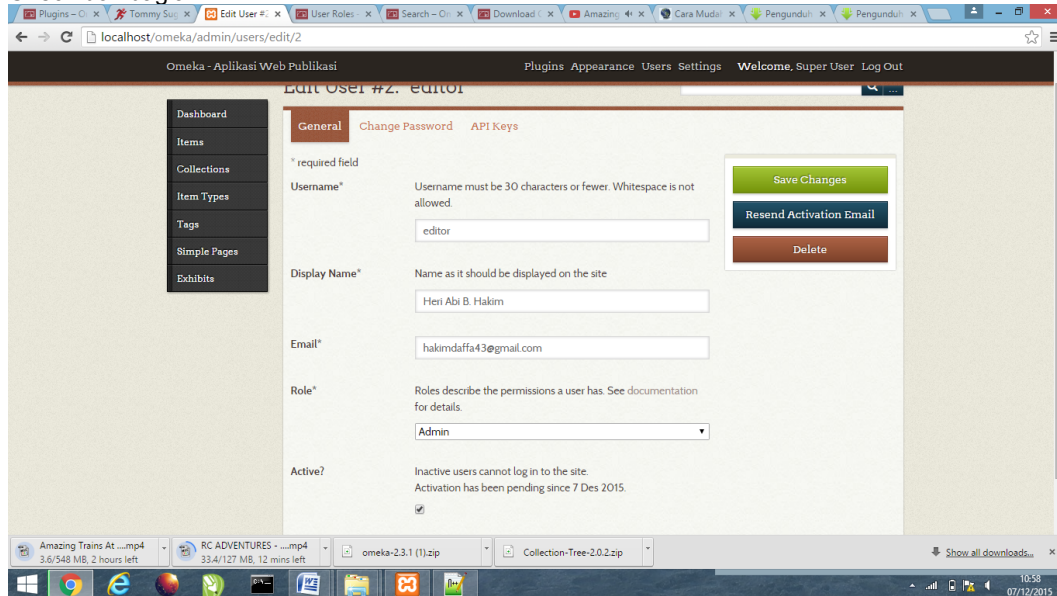 Plugins – O
Tommy Sug
Edit User #2
User Roles –
Search – On
Download C
Amazing
Cara Mudal
Pengunduh
Pengunduh
localhost/omeka/admin/users/edit/2
Omeka - Aplikasi Web Publikasi
Plugins Appearance Users Settings Welcome, Super User Log Out
Edit User #2: "editor"
...
Dashboard
Items
Collections
Item Types
Tags
Simple Pages
Exhibits
General Change Password API Keys
* required field
Username*
Username must be 30 characters or fewer. Whitespace is not
allowed.
editor
Display Name*
Name as it should be displayed on the site
Heri Abi B. Hakim
Email*
hakimdaffa43@gmail.com
Role*
Roles describe the permissions a user has. See documentation
for details.
Admin
Active?
Inactive users cannot log in to the site.
Activation has been pending since 7 Des 2015.
Save Changes
Resend Activation Email
Delete
Amazing Trains At ....mp4
3.6/548 MB, 2 hours left
RC ADVENTURES - ....mp4
33.4/127 MB, 12 mins left
omeka-2.3.1 (1).zip
Collection-Tree-2.0.2.zip
Show all downloads...
10:58
07/12/2015